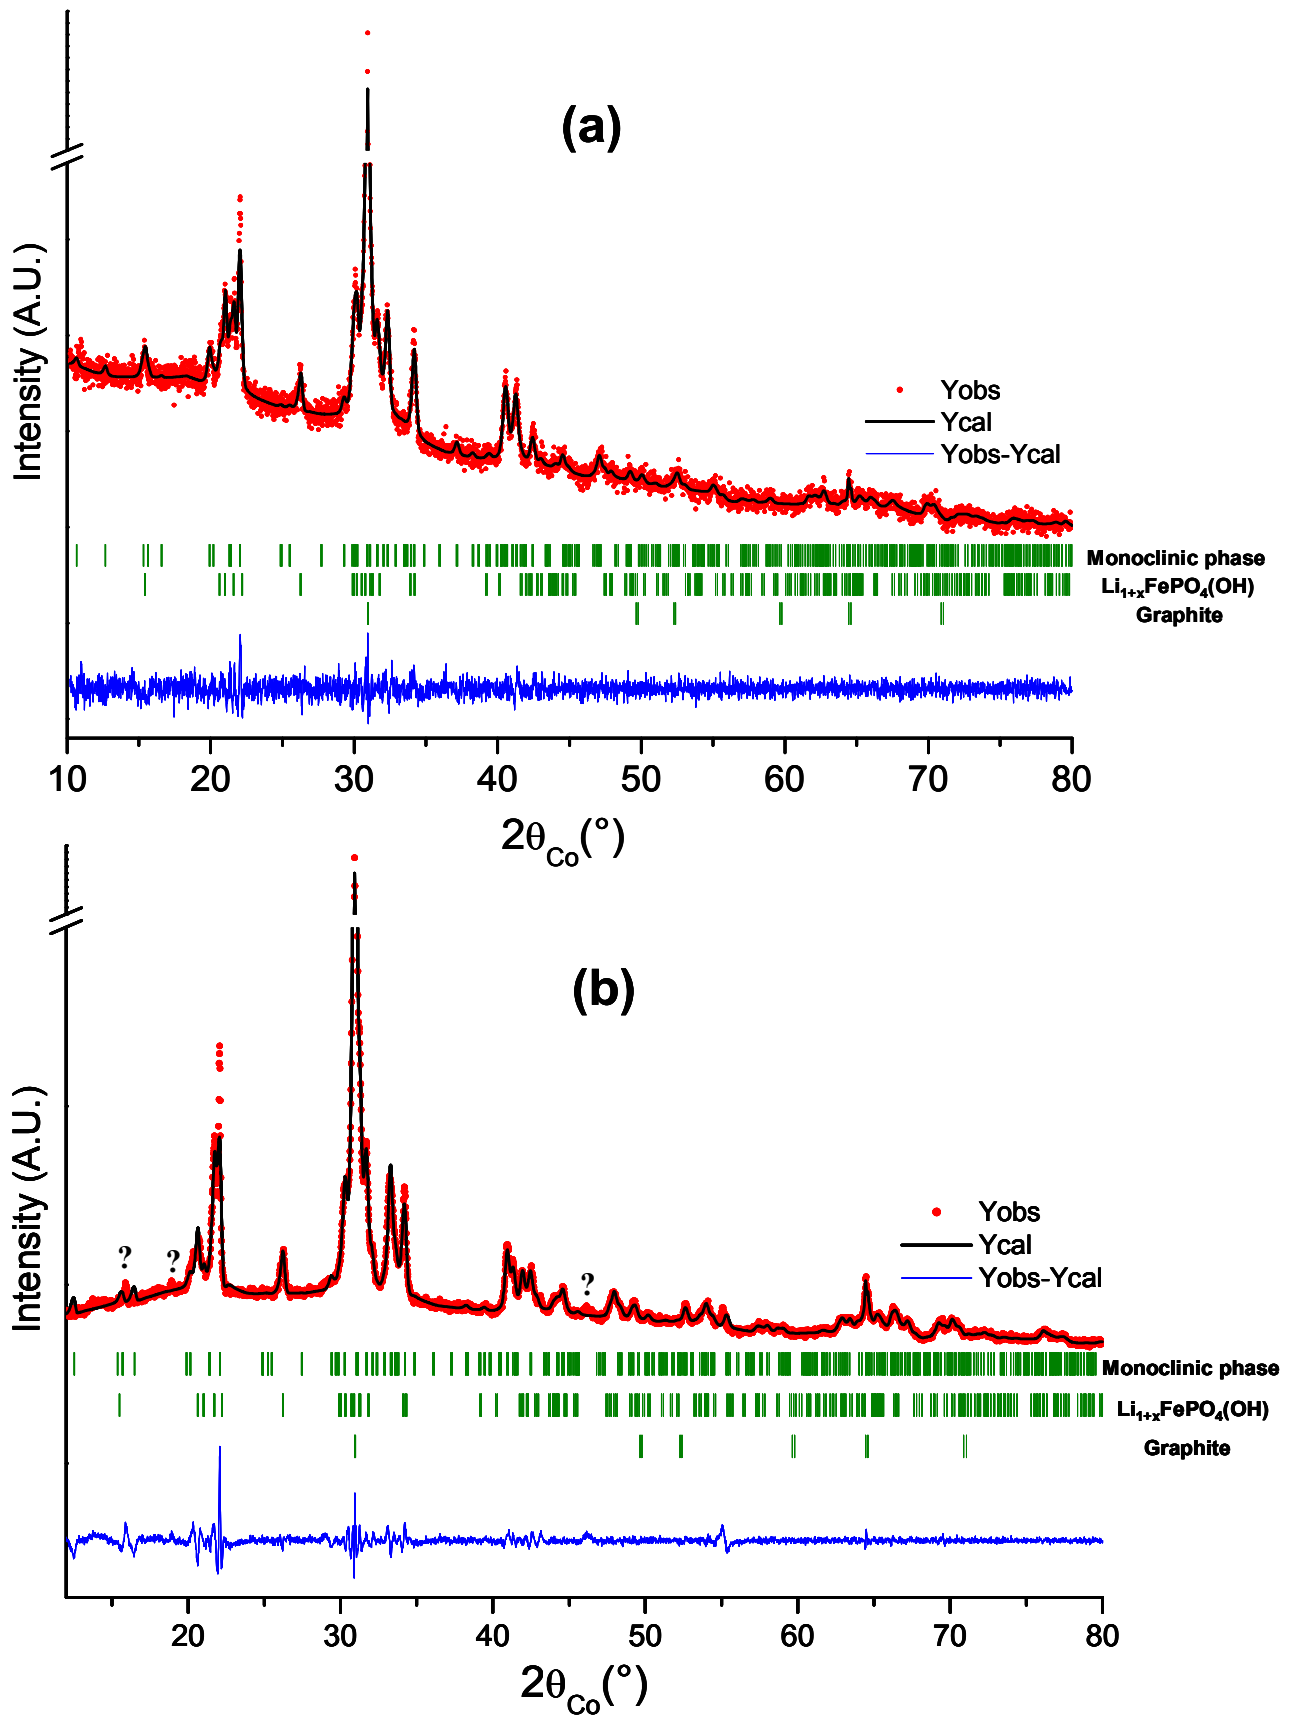 (a)
Intensity (A.U.)
Yobs
Ycal
Yobs-Ycal
Monoclinic phase
Li1+xFePO4(OH)
Graphite
10 20 30 40 50 60 70 80
2θCo(°)
(b)
Intensity (A.U.)
Yobs
Ycal
Yobs-Ycal
? ? ?
Monoclinic phase
Li1+xFePO4(OH)
Graphite
20 30 40 50 60 70 80
2θCo(°)